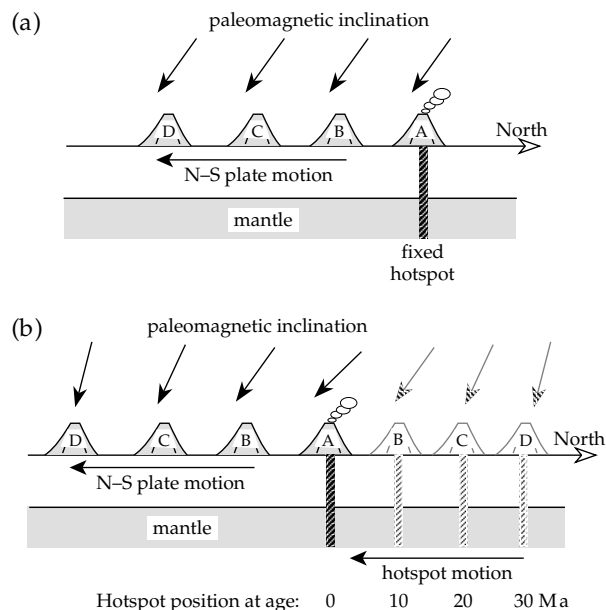 (a)
paleomagnetic inclination
D C B A
North
N–S plate motion
mantle
fixed
hotspot
(b)
paleomagnetic inclination
D C B A B C D
North
N–S plate motion
mantle
hotspot motion
Hotspot position at age: 0 10 20 30 Ma